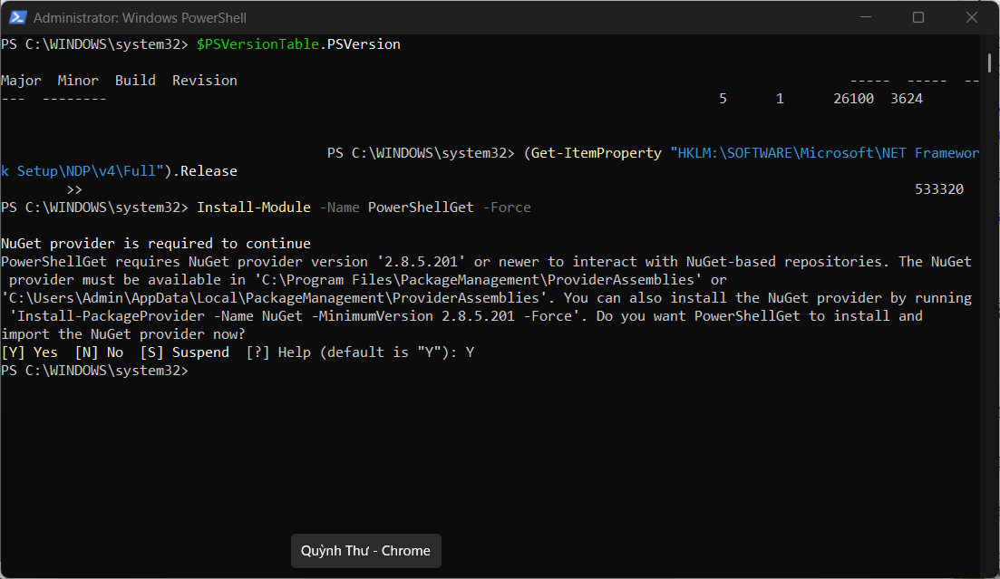 Administrator: Windows PowerShell
PS C:\WINDOWS\system32> $PSVersionTable.PSVersion
Major  Minor  Build  Revision
-----  -----  --
---  --------
5      1      26100  3624
PS C:\WINDOWS\system32> (Get-ItemProperty "HKLM:\SOFTWARE\Microsoft\NET Framewor
k Setup\NDP\v4\Full").Release
>>
533320
PS C:\WINDOWS\system32> Install-Module -Name PowerShellGet -Force
NuGet provider is required to continue
PowerShellGet requires NuGet provider version '2.8.5.201' or newer to interact with NuGet-based repositories. The NuGet
provider must be available in 'C:\Program Files\PackageManagement\ProviderAssemblies' or
'C:\Users\Admin\AppData\Local\PackageManagement\ProviderAssemblies'. You can also install the NuGet provider by running
'Install-PackageProvider -Name NuGet -MinimumVersion 2.8.5.201 -Force'. Do you want PowerShellGet to install and
import the NuGet provider now?
[Y] Yes  [N] No  [S] Suspend  [?] Help (default is "Y"): Y
PS C:\WINDOWS\system32>
Quỳnh Thư - Chrome